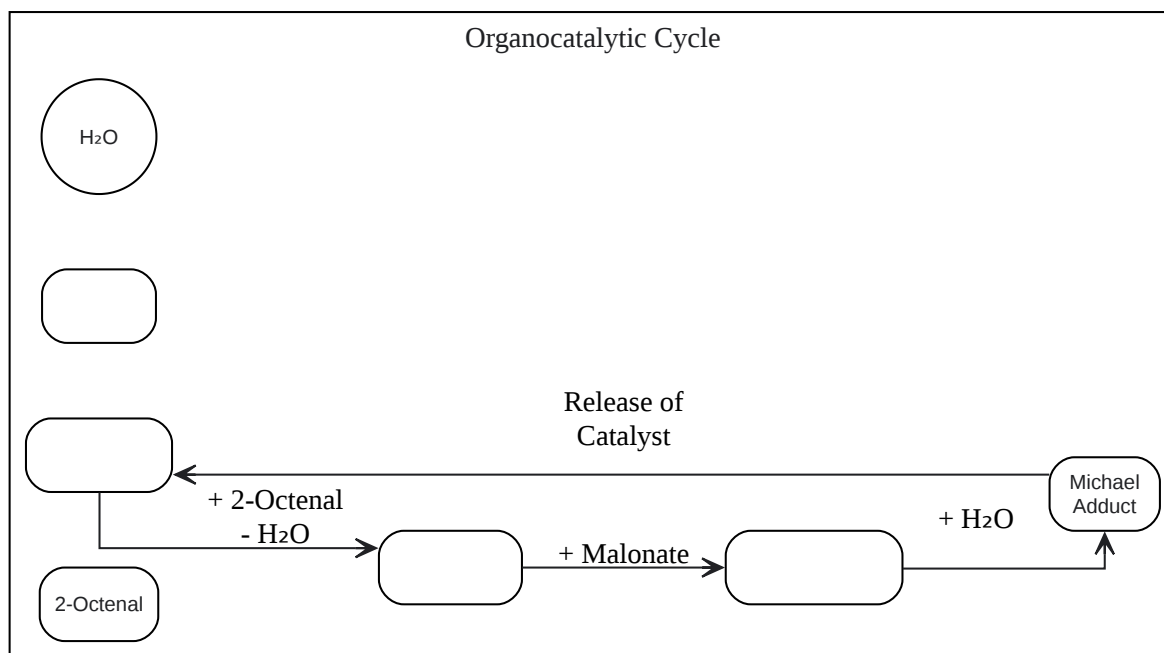 Organocatalytic Cycle
H₂O
Release of
Catalyst
Michael
Adduct
+ 2-Octenal
- H₂O
+ H₂O
+ Malonate
2-Octenal